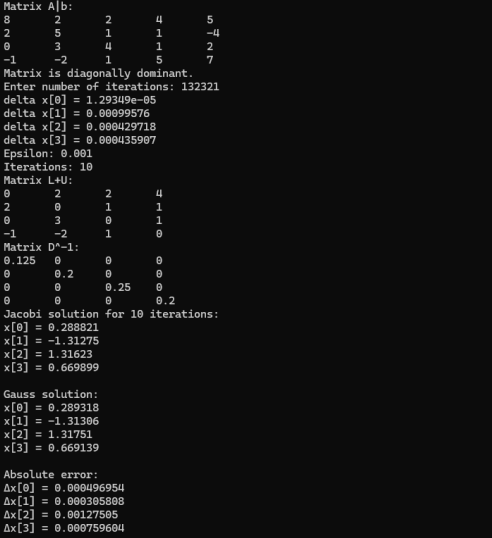 Matrix A|b:
8 2 2 4 5
2 5 1 1 -4
0 3 4 1 2
-1 -2 1 5 7
Matrix is diagonally dominant.
Enter number of iterations: 132321
delta x[0] = 1.29349e-05
delta x[1] = 0.00099576
delta x[2] = 0.000429718
delta x[3] = 0.000435907
Epsilon: 0.001
Iterations: 10
Matrix L+U:
0 2 2 4
2 0 1 1
0 3 0 1
-1 -2 1 0
Matrix D^-1:
0.125 0 0 0
0 0.2 0 0
0 0 0.25 0
0 0 0 0.2
Jacobi solution for 10 iterations:
x[0] = 0.288821
x[1] = -1.31275
x[2] = 1.31623
x[3] = 0.669899
Gauss solution:
x[0] = 0.289318
x[1] = -1.31306
x[2] = 1.31751
x[3] = 0.669139
Absolute error:
Δx[0] = 0.000496954
Δx[1] = 0.000305808
Δx[2] = 0.00127505
Δx[3] = 0.000759604